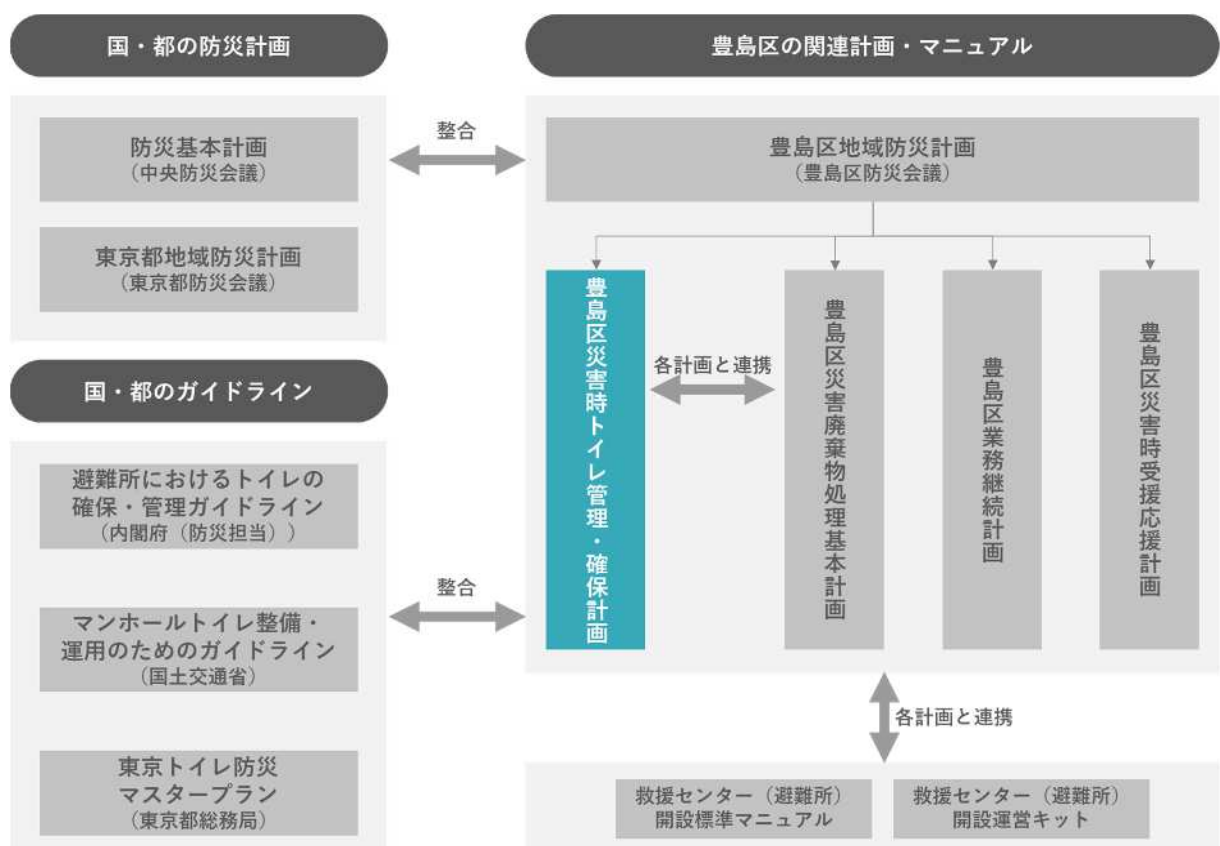 国・都の防災計画
防災基本計画
（中央防災会議）
東京都地域防災計画
（東京都防災会議）
国・都のガイドライン
避難所におけるトイレの
確保・管理ガイドライン
（内閣府（防災担当））
マンホールトイレ整備・
運用のためのガイドライン
（国土交通省）
東京トイレ防災
マスタープラン
（東京都総務局）
整合
整合
豊島区の関連計画・マニュアル
豊島区地域防災計画
（豊島区防災会議）
豊島区災害時トイレ管理・確保計画
各計画と連携
豊島区災害廃棄物処理基本計画
豊島区業務継続計画
豊島区災害時受援応援計画
各計画と連携
救援センター（避難所）
開設標準マニュアル
救援センター（避難所）
開設運営キット